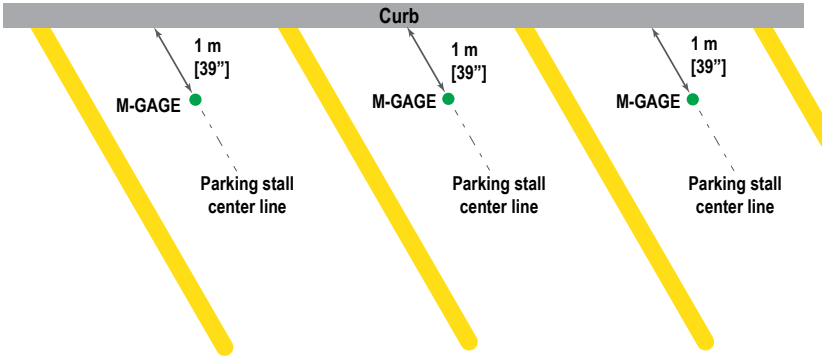 Curb
1 m
[39”]
M-GAGE
Parking stall
center line
1 m
[39”]
M-GAGE
Parking stall
center line
1 m
[39”]
M-GAGE
Parking stall
center line